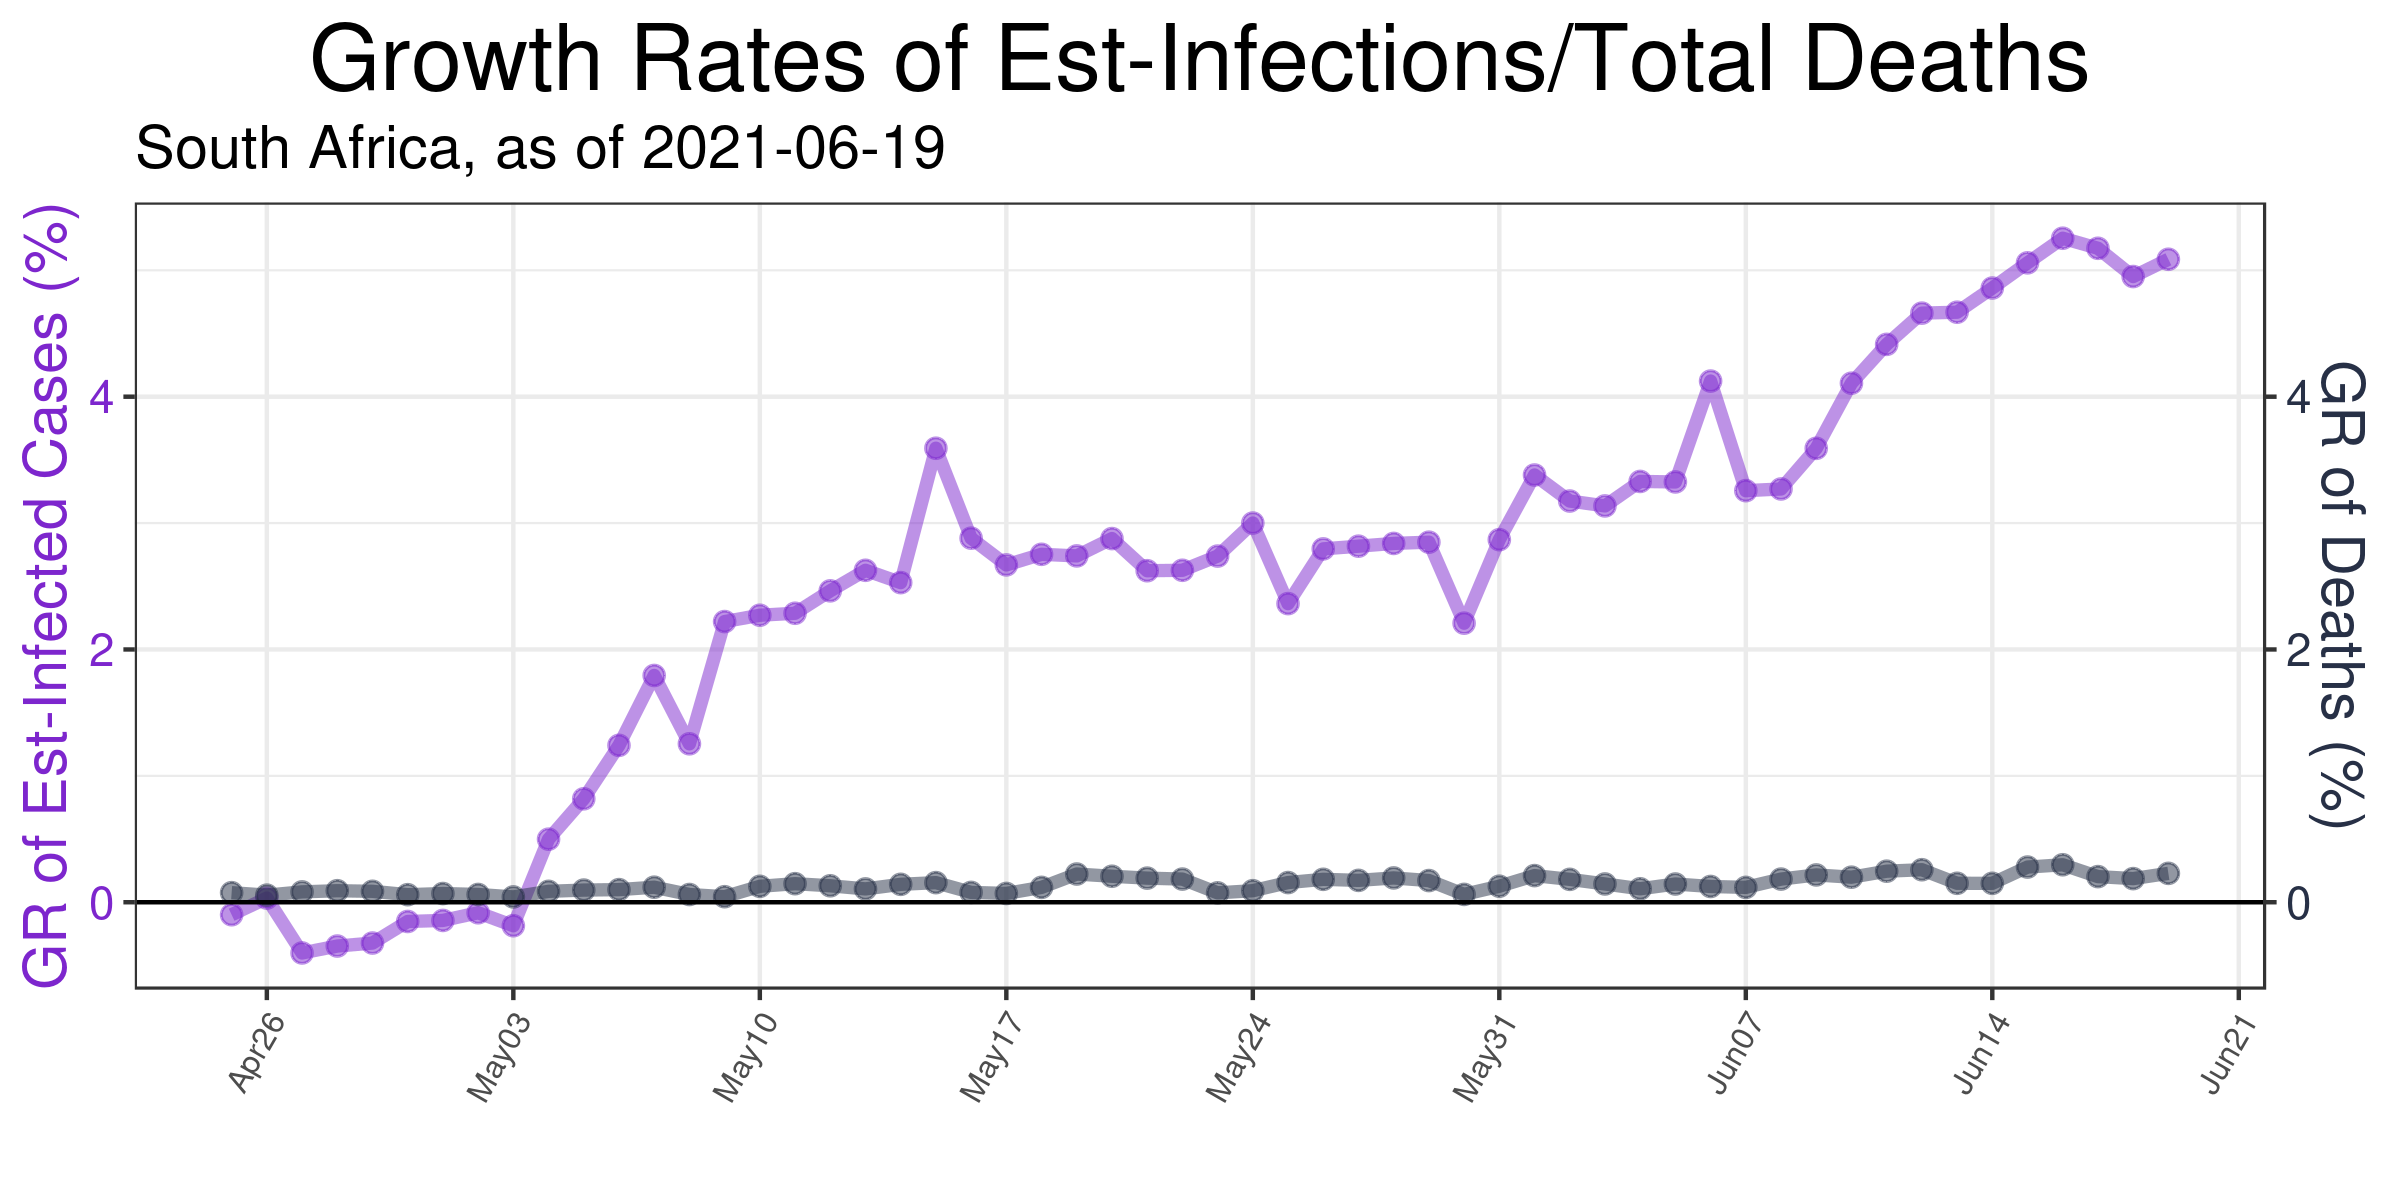 Growth Rates of Est-Infections/Total Deaths
South Africa, as of 2021-06-19
GR of Est-Infected Cases (%)
4
2
0
4
2
0
GR of Deaths (%)
Apr26
May03
May10
May17
May24
May31
Jun07
Jun14
Jun21